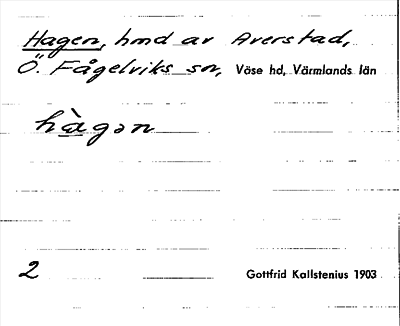 Hagen, hmd av Averstad,
Ö. Fågelviks sn, Väse hd, Värmlands län
hàgən
2
Gottfrid Kallstenius 1903